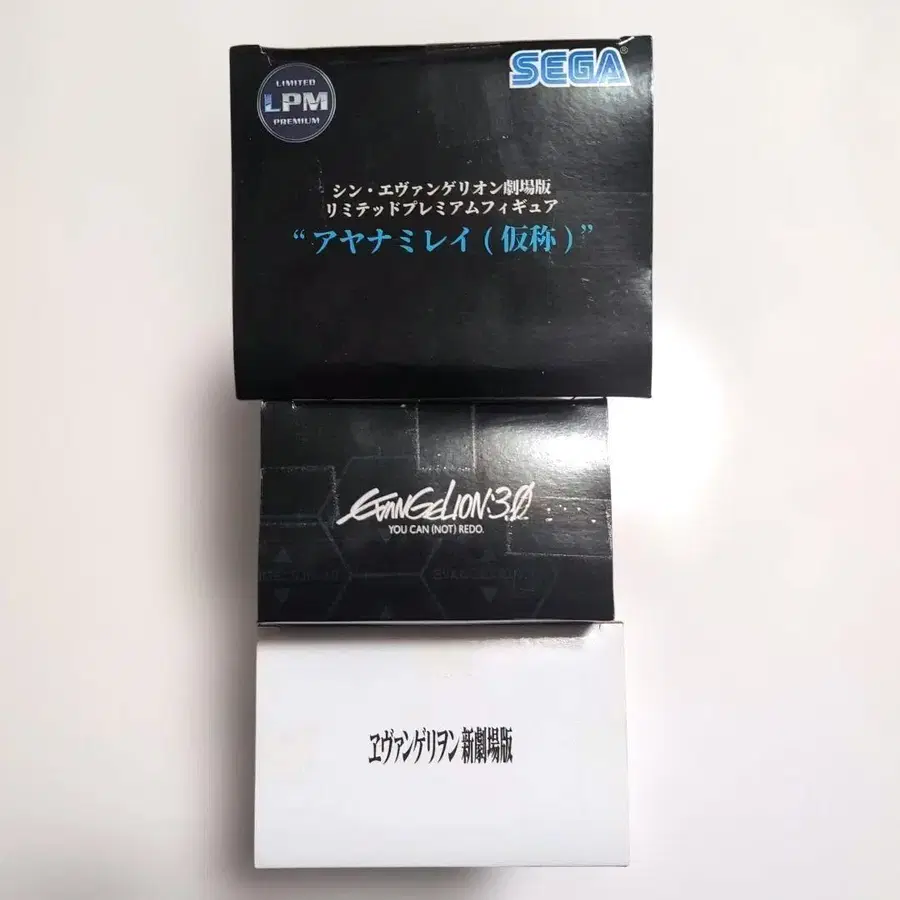 LIMITED
LPM
PREMIUM
SEGA®
シン・エヴァンゲリオン劇場版
リミテッドプレミアムフィギュア
“アヤナミレイ(仮称)”
EVANGELION:3.0
YOU CAN (NOT) REDO.
ヱヴァンゲリヲン新劇場版